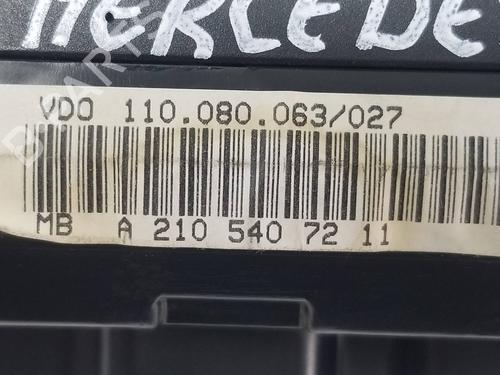 MERCEDE
VDO 110.080.063/027
MB A 210 540 72 11